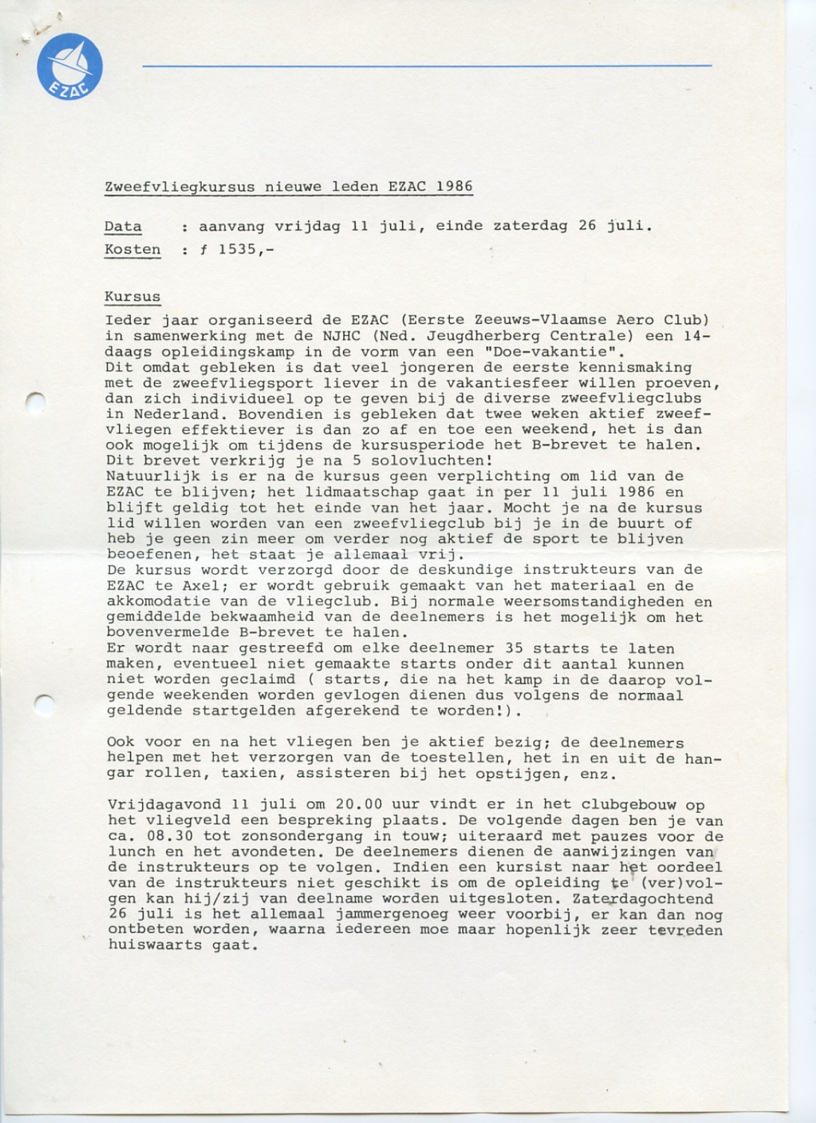 EZAC
Zweefvliegkursus nieuwe leden EZAC 1986
Data : aanvang vrijdag 11 juli, einde zaterdag 26 juli.
Kosten : f 1535,-
Kursus
Ieder jaar organiseerd de EZAC (Eerste Zeeuws-Vlaamse Aero Club)
in samenwerking met de NJHC (Ned. Jeugdherberg Centrale) een 14-
daags opleidingskamp in de vorm van een "Doe-vakantie".
Dit omdat gebleken is dat veel jongeren de eerste kennismaking
met de zweefvliegsport liever in de vakantiesfeer willen proeven,
dan zich individueel op te geven bij de diverse zweefvliegclubs
in Nederland. Bovendien is gebleken dat twee weken aktief zweef-
vliegen effektiever is dan zo af en toe een weekend, het is dan
ook mogelijk om tijdens de kursusperiode het B-brevet te halen.
Dit brevet verkrijg je na 5 solovluchten!
Natuurlijk is er na de kursus geen verplichting om lid van de
EZAC te blijven; het lidmaatschap gaat in per 11 juli 1986 en
blijft geldig tot het einde van het jaar. Mocht je na de kursus
lid willen worden van een zweefvliegclub bij je in de buurt of
heb je geen zin meer om verder nog aktief de sport te blijven
beoefenen, het staat je allemaal vrij.
De kursus wordt verzorgd door de deskundige instrukteurs van de
EZAC te Axel; er wordt gebruik gemaakt van het materiaal en de
akkomodatie van de vliegclub. Bij normale weersomstandigheden en
gemiddelde bekwaamheid van de deelnemers is het mogelijk om het
bovenvermelde B-brevet te halen.
Er wordt naar gestreefd om elke deelnemer 35 starts te laten
maken, eventueel niet gemaakte starts onder dit aantal kunnen
niet worden geclaimd ( starts, die na het kamp in de daarop vol-
gende weekenden worden gevlogen dienen dus volgens de normaal
geldende startgelden afgerekend te worden!).
Ook voor en na het vliegen ben je aktief bezig; de deelnemers
helpen met het verzorgen van de toestellen, het in en uit de han-
gar rollen, taxien, assisteren bij het opstijgen, enz.
Vrijdagavond 11 juli om 20.00 uur vindt er in het clubgebouw op
het vliegveld een bespreking plaats. De volgende dagen ben je van
ca. 08.30 tot zonsondergang in touw; uiteraard met pauzes voor de
lunch en het avondeten. De deelnemers dienen de aanwijzingen van
de instrukteurs op te volgen. Indien een kursist naar het oordeel
van de instrukteurs niet geschikt is om de opleiding te (ver)vol-
gen kan hij/zij van deelname worden uitgesloten. Zaterdagochtend
26 juli is het allemaal jammergenoeg weer voorbij, er kan dan nog
ontbeten worden, waarna iedereen moe maar hopenlijk zeer tevreden
huiswaarts gaat.